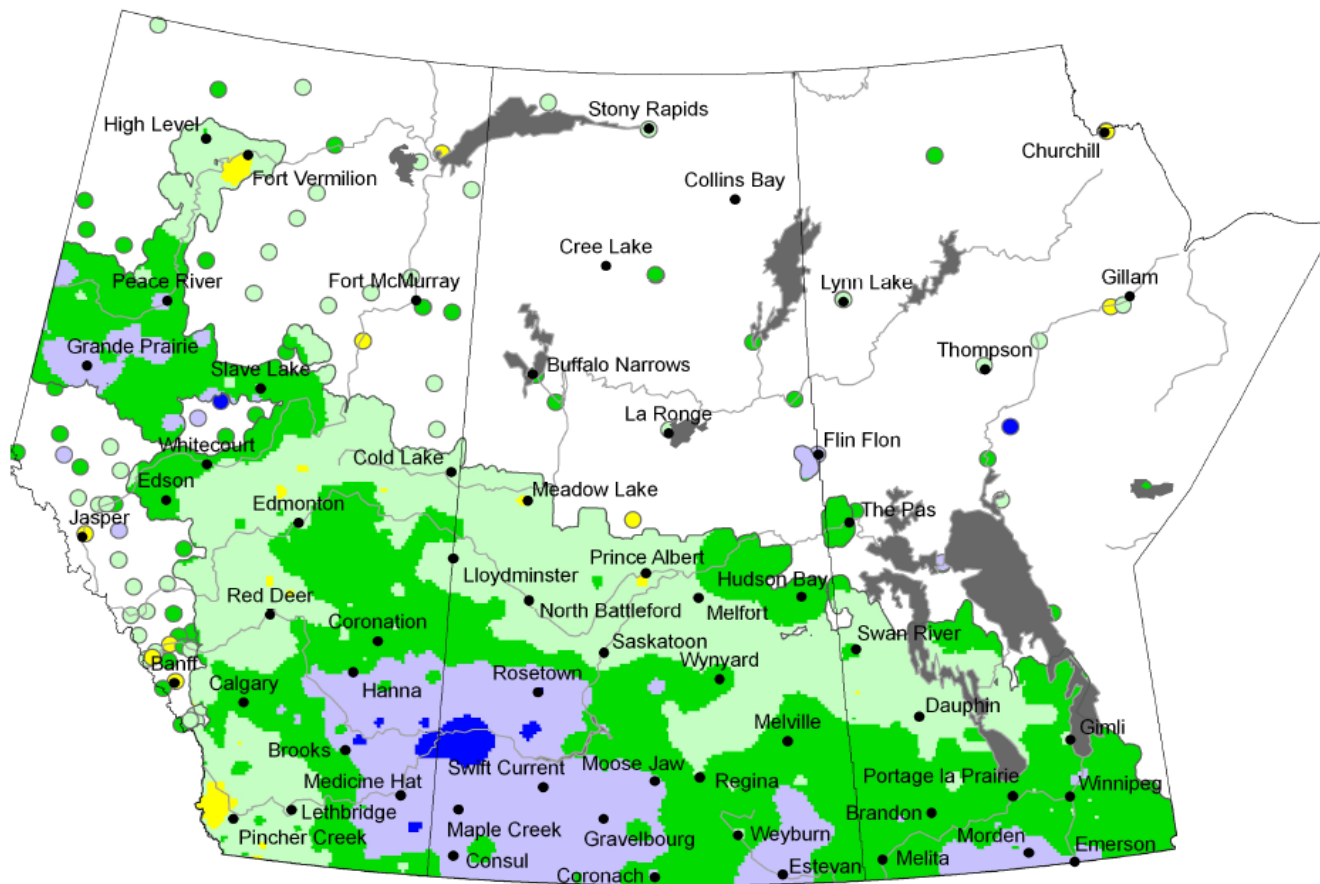 High Level
Stony Rapids
Churchill
Fort Vermilion
Collins Bay
Cree Lake
Peace River
Fort McMurray
Lynn Lake
Gillam
Grande Prairie
Slave Lake
Buffalo Narrows
Thompson
La Ronge
Whitecourt
Cold Lake
Flin Flon
Edson
Meadow Lake
Jasper
Edmonton
The Pas
Prince Albert
Lloydminster
Hudson Bay
Red Deer
North Battleford
Melfort
Coronation
Saskatoon
Swan River
Banff
Wynyard
Calgary
Hanna
Rosetown
Dauphin
Melville
Gimli
Brooks
Swift Current
Moose Jaw
Medicine Hat
Regina
Portage la Prairie
Winnipeg
Lethbridge
Brandon
Pincher Creek
Maple Creek
Gravelbourg
Weyburn
Morden
Emerson
Consul
Melita
Coronach
Estevan